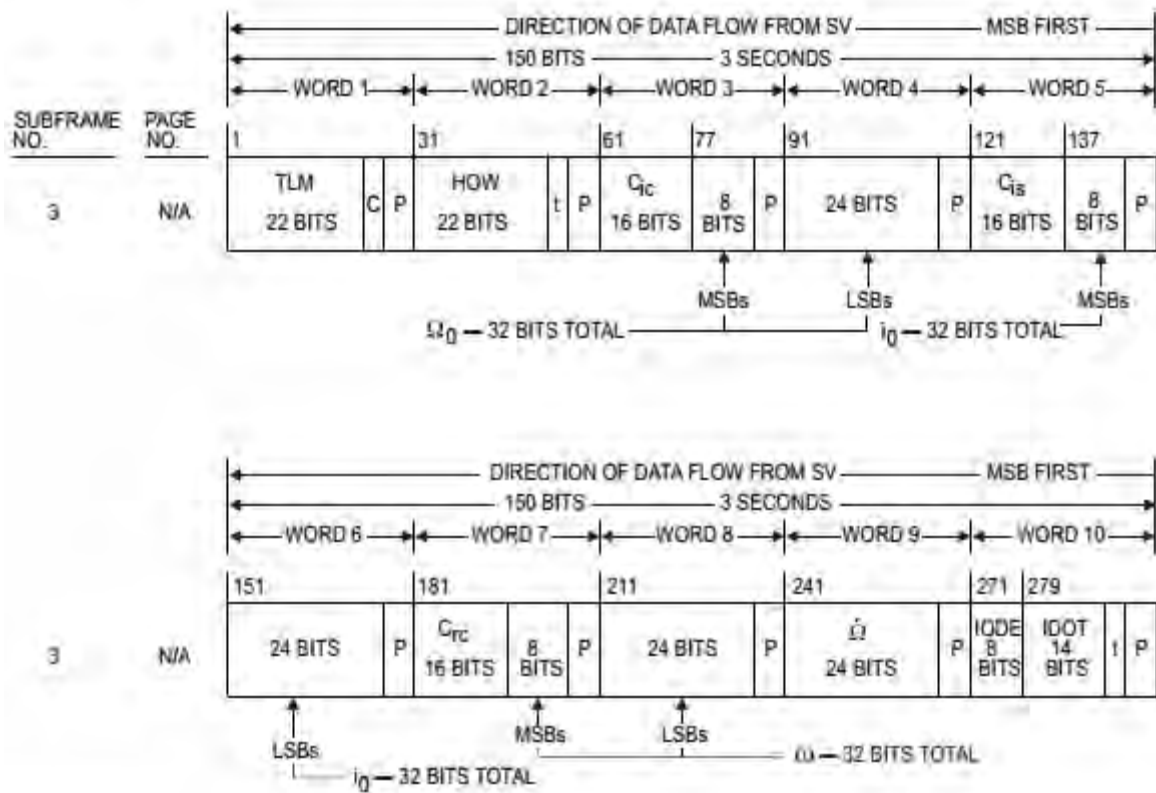 DIRECTION OF DATA FLOW FROM SV MSB FIRST
150 BITS 3 SECONDS
WORD 1 WORD 2 WORD 3 WORD 4 WORD 5
SUBFRAME NO. PAGE NO. 1 31 61 77 91 121 137
3 N/A TLM 22 BITS C P HOW 22 BITS t P Cic 16 BITS 8 BITS P 24 BITS P Cis 16 BITS 8 BITS P
MSBs LSBs MSBs
Ω0 — 32 BITS TOTAL i0 — 32 BITS TOTAL
DIRECTION OF DATA FLOW FROM SV MSB FIRST
150 BITS 3 SECONDS
WORD 6 WORD 7 WORD 8 WORD 9 WORD 10
151 181 211 241 271 279
3 N/A 24 BITS P Crc 16 BITS 8 BITS P 24 BITS P Ω̇ 24 BITS P IODE 8 BITS IDOT 14 BITS t P
LSBs MSBs LSBs
i0 — 32 BITS TOTAL ω — 32 BITS TOTAL